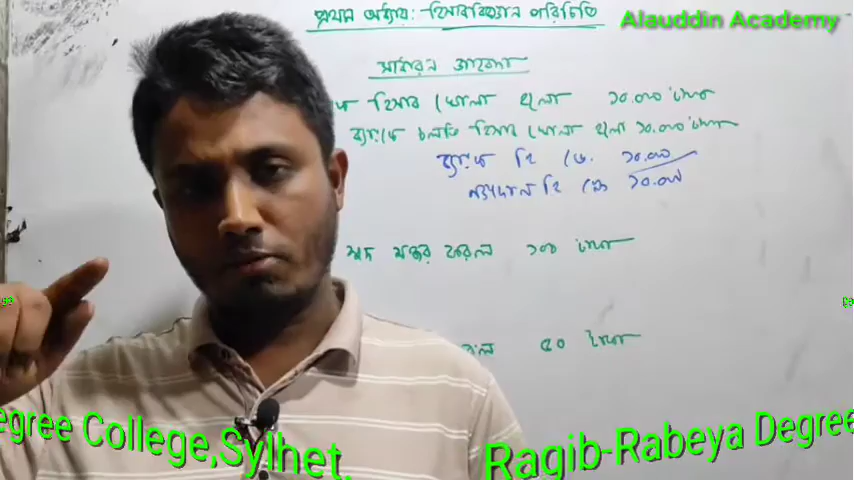 প্রথম অধ্যায়: হিসাববিজ্ঞান পরিচিতি
Alauddin Academy
সাধারন জাবেদা
হিসাব খোলা হলো ১০,০০০ টাকা
ব্যাংকে চলতি হিসাব খোলা হলো ১০,০০০ টাকা
ব্যাংক হি ডে. ১০,০০০
নগদান হি ক্রে ১০,০০০
সুদ মঞ্জুর করল ১০০ টাকা
৫০ টাকা
egree College,Sylhet.
Ragib-Rabeya Degree